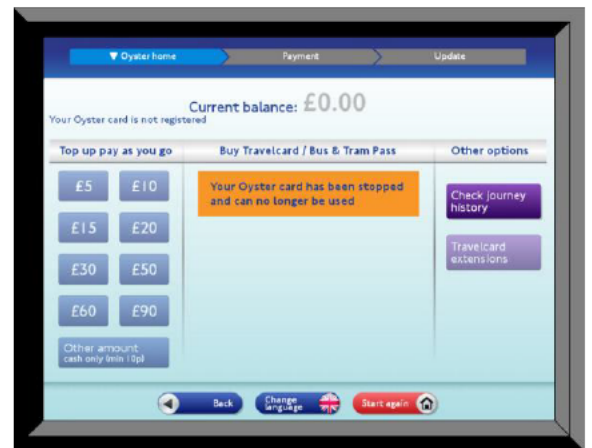 ▼ Oyster home
Payment
Update
Current balance: £0.00
Your Oyster card is not registered
Top up pay as you go
Buy Travelcard / Bus & Tram Pass
Other options
£5
£10
£15
£20
£30
£50
£60
£90
Other amount
cash only (min 10p)
Your Oyster card has been stopped
and can no longer be used
Check journey
history
Travelcard
extensions
Back
Change
language
Start again